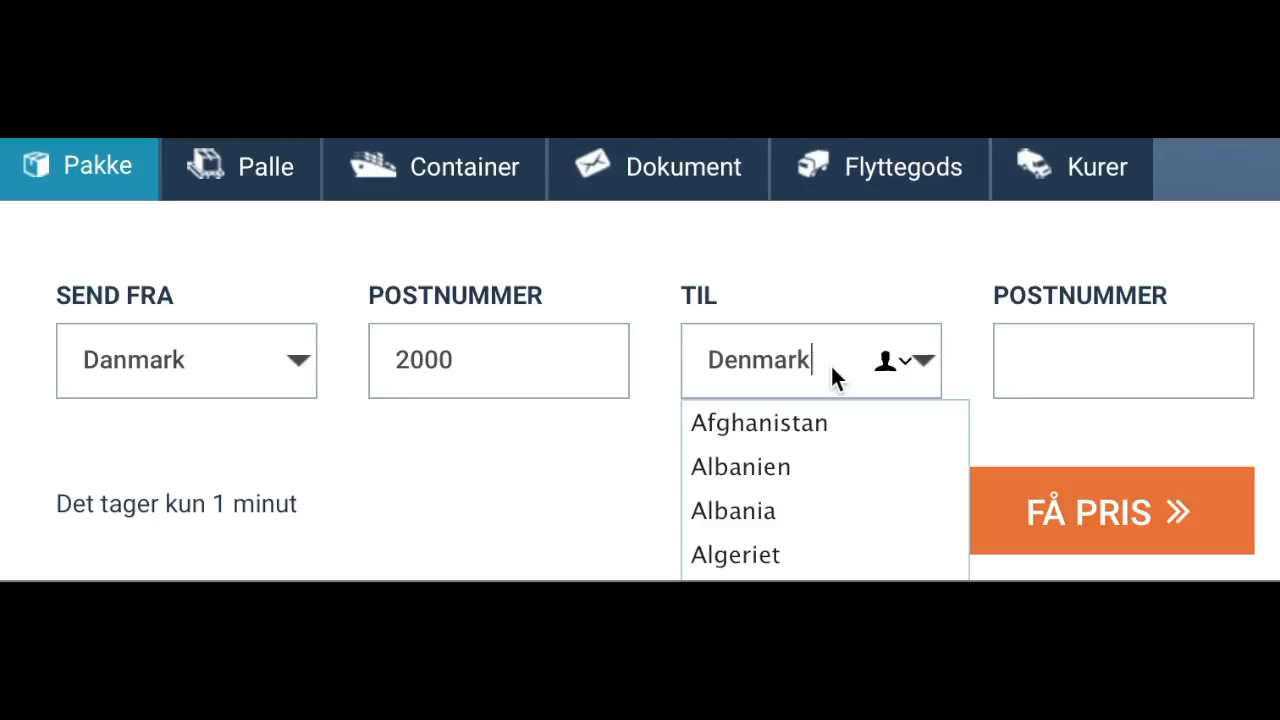 Pakke Palle Container Dokument Flyttegods Kurer
SEND FRA POSTNUMMER TIL POSTNUMMER
Danmark 2000 Denmark
Afghanistan
Albanien
Albania
Algeriet
Det tager kun 1 minut
FÅ PRIS »